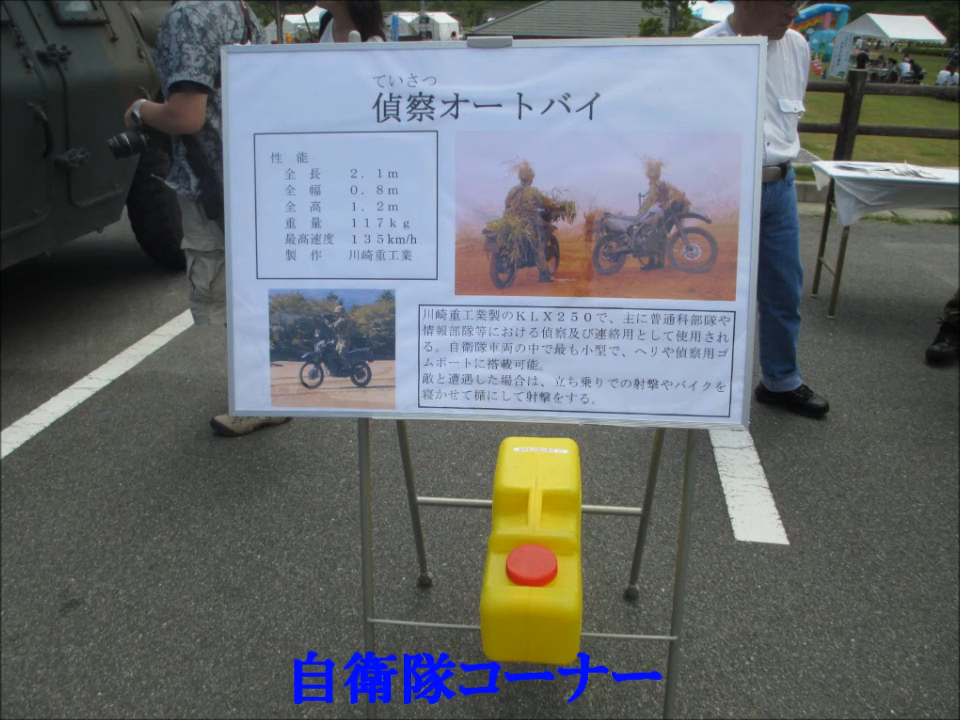 ていさつ
偵察オートバイ
性　能
全　長　２．１ｍ
全　幅　０．８ｍ
全　高　１．２ｍ
重　量　１１７ｋｇ
最高速度　１３５km/h
製　作　川崎重工業
川崎重工業製のＫＬＸ２５０で、主に普通科部隊や
情報部隊等における偵察及び連絡用として使用され
る。自衛隊車両の中で最も小型で、ヘリや偵察用ゴ
ムボートに搭載可能。
敵と遭遇した場合は、立ち乗りでの射撃やバイクを
寝かせて楯にして射撃をする。
自衛隊コーナー